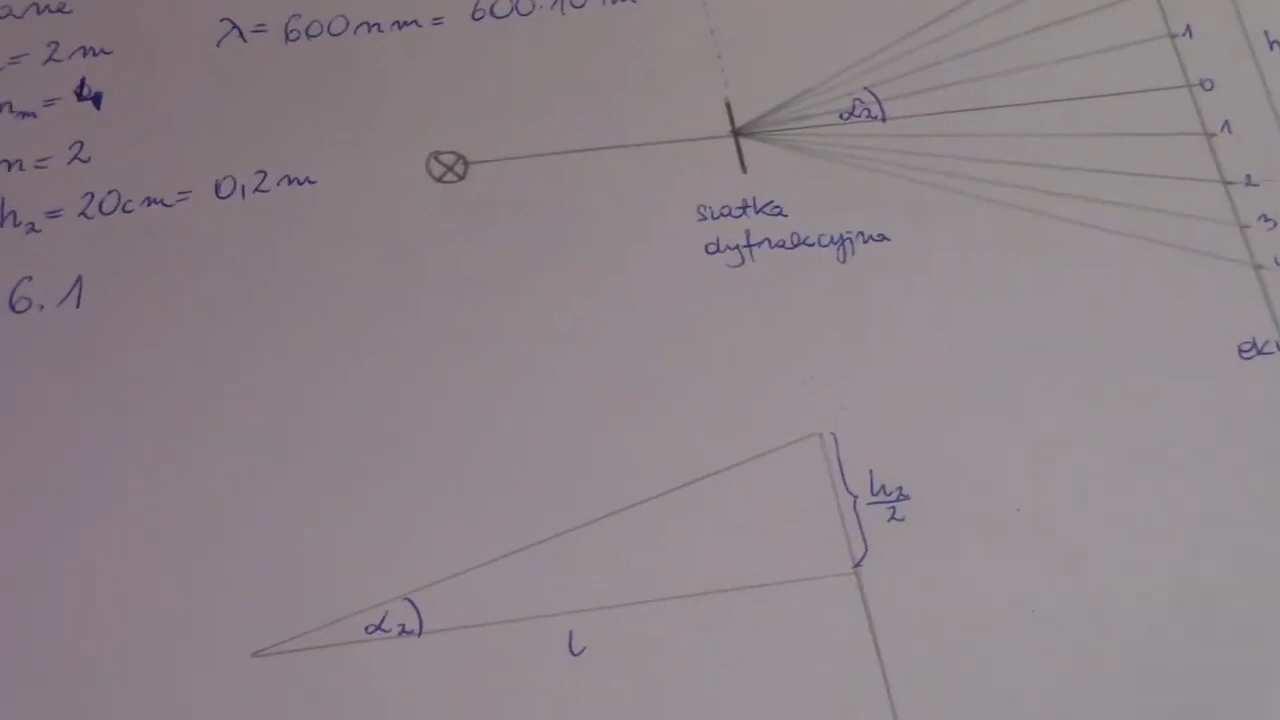 = 2m
λ = 600nm =
= 2
h₂ = 20cm = 0,2m
6.1
siatka
dyfrakcyjna
α₂
1
0
1
2
3
h₂
2
α₂
l